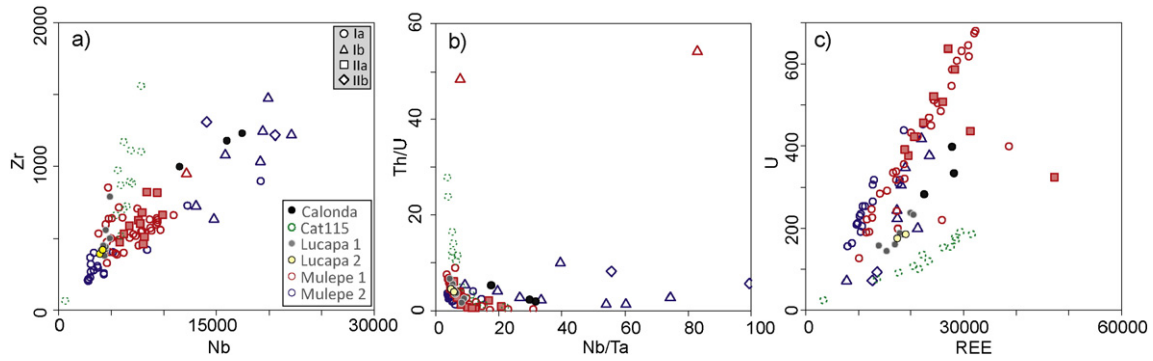 a)
Ia
Ib
IIa
IIb
Calonda
Cat115
Lucapa 1
Lucapa 2
Mulepe 1
Mulepe 2
2000
1000
0
Zr
0
15000
30000
Nb
b)
60
40
20
0
Th/U
0
20
40
60
80
100
Nb/Ta
c)
600
400
200
0
U
0
30000
60000
REE